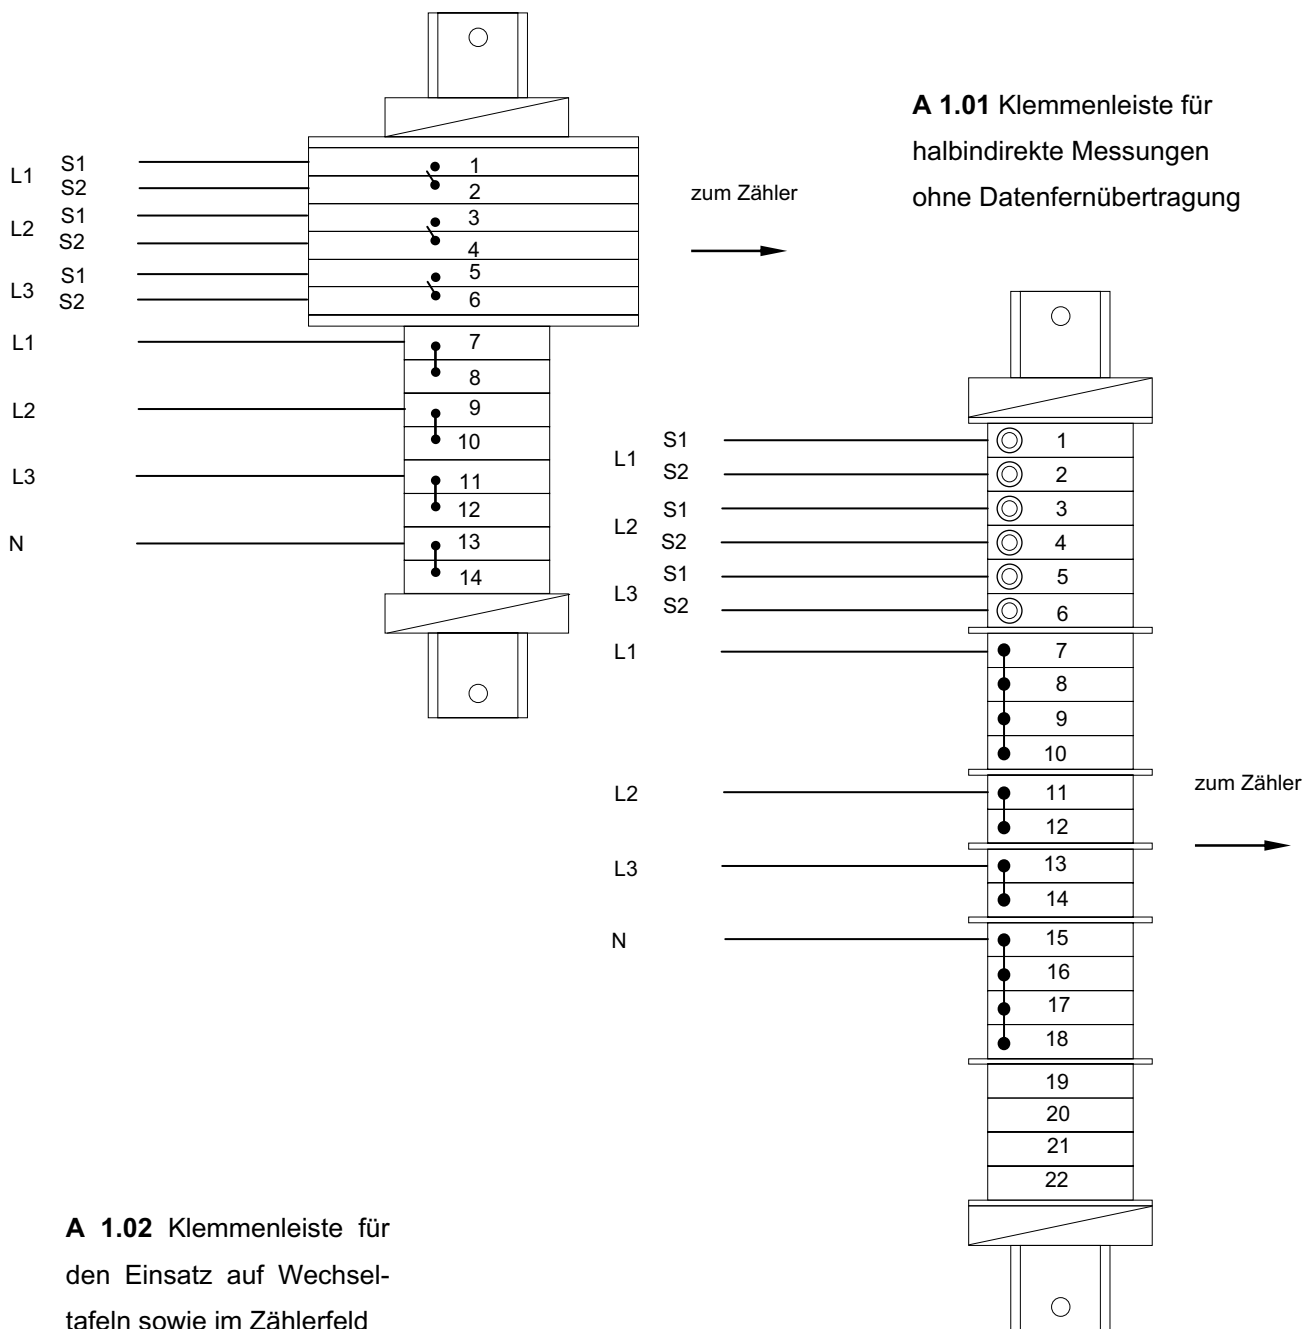 A 1.01 Klemmenleiste für
halbindirekte Messungen
ohne Datenfernübertragung
L1
S1
S2
L2
S1
S2
L3
S1
S2
L1
L2
L3
N
1
2
3
4
5
6
7
8
9
10
11
12
13
14
zum Zähler
L1
S1
S2
L2
S1
S2
L3
S1
S2
L1
L2
L3
N
1
2
3
4
5
6
7
8
9
10
11
12
13
14
15
16
17
18
19
20
21
22
zum Zähler
A 1.02 Klemmenleiste für
den Einsatz auf Wechsel-
tafeln sowie im Zählerfeld